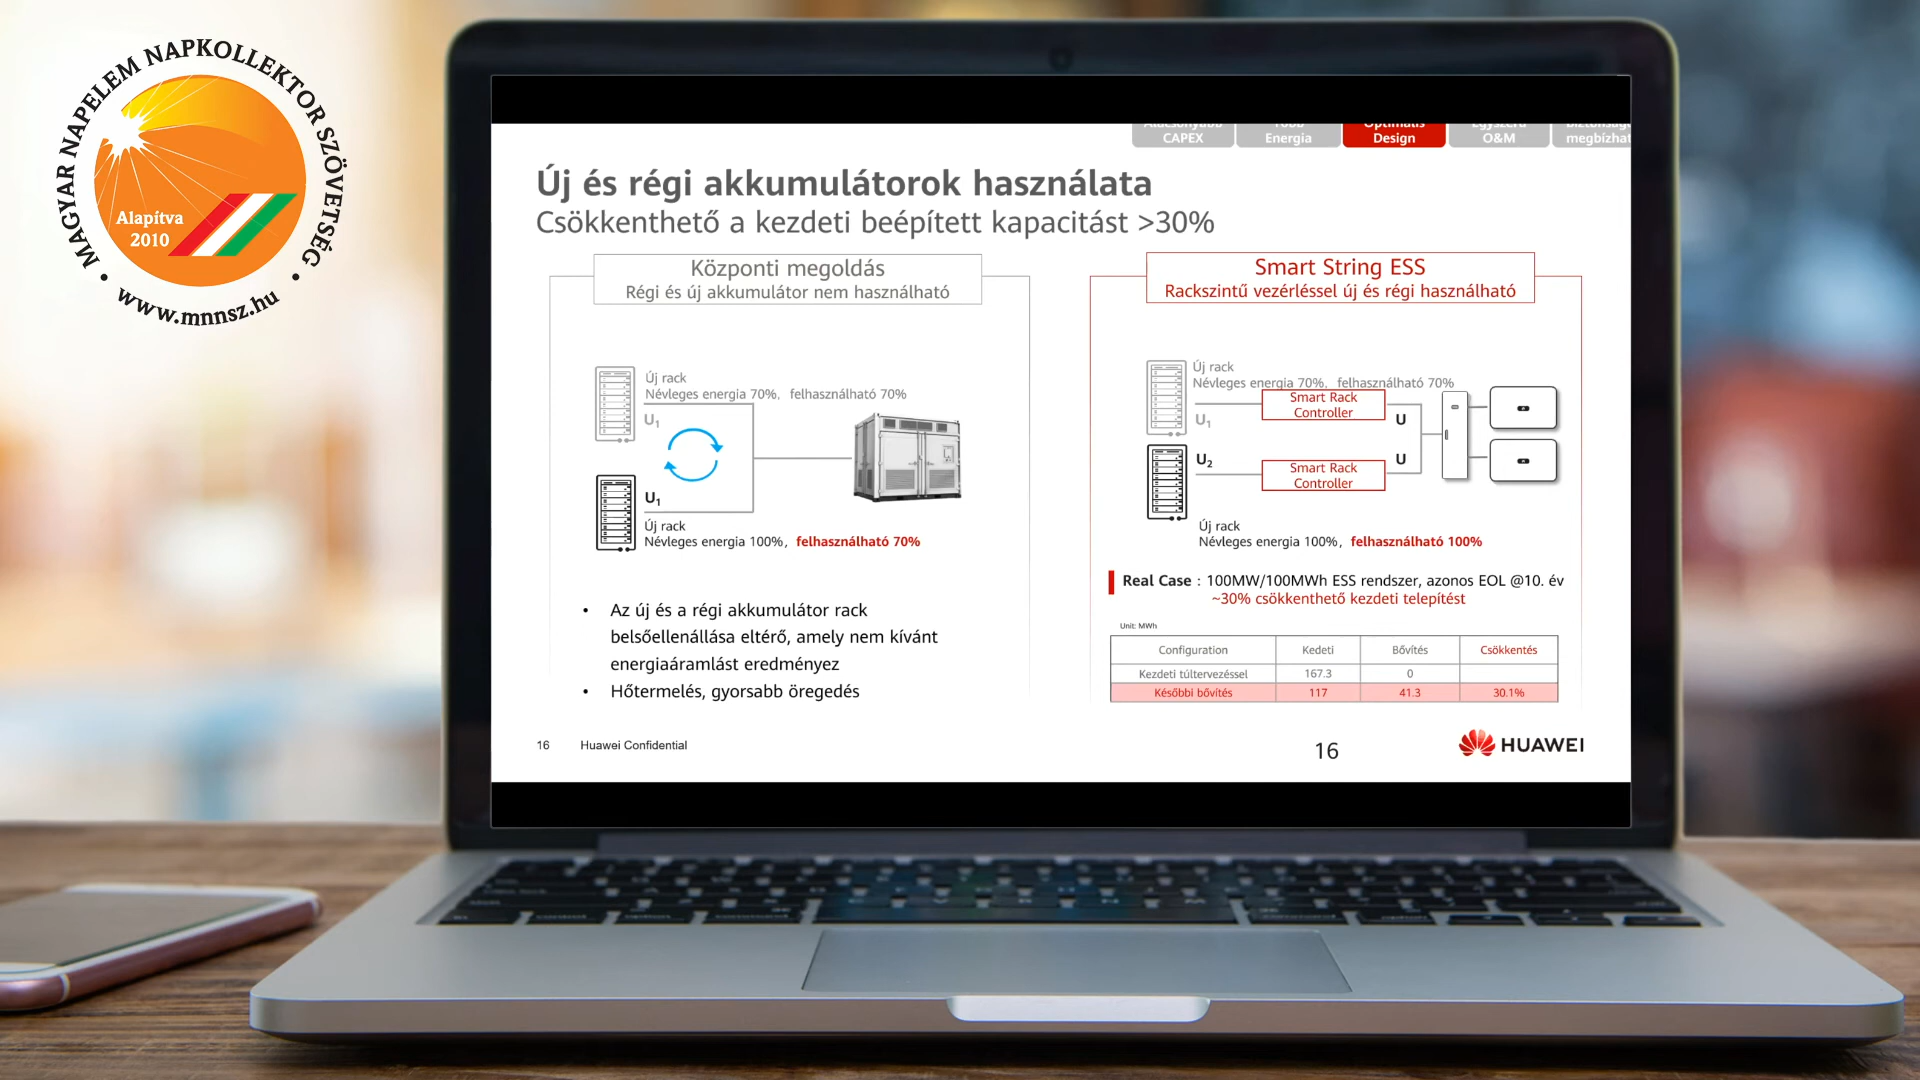 MAGYAR NAPELEM NAPKOLLEKTOR SZÖVETSÉG
Alapítva
2010
www.mnnsz.hu
CAPEX
Energia
Optimális
Design
O&M
Új és régi akkumulátorok használata
Csökkenthető a kezdeti beépített kapacitást >30%
Központi megoldás
Régi és új akkumulátor nem használható
Új rack
Névleges energia 70%, felhasználható 70%
U1
U1
Új rack
Névleges energia 100%, felhasználható 70%
• Az új és a régi akkumulátor rack
belsőellenállása eltérő, amely nem kívánt
energiaáramlást eredményez
• Hőtermelés, gyorsabb öregedés
Smart String ESS
Rackszintű vezérléssel új és régi használható
Új rack
Névleges energia 70%, felhasználható 70%
Smart Rack
Controller
U1
U
U2
Smart Rack
Controller
U
Új rack
Névleges energia 100%, felhasználható 100%
Real Case : 100MW/100MWh ESS rendszer, azonos EOL @10. év
~30% csökkenthető kezdeti telepítést
Unit: MWh
Configuration Kedeti Bővítés Csökkentés
Kezdeti túltervezéssel 167.3 0
Későbbi bővítés 117 41.3 30.1%
16 Huawei Confidential
16
HUAWEI